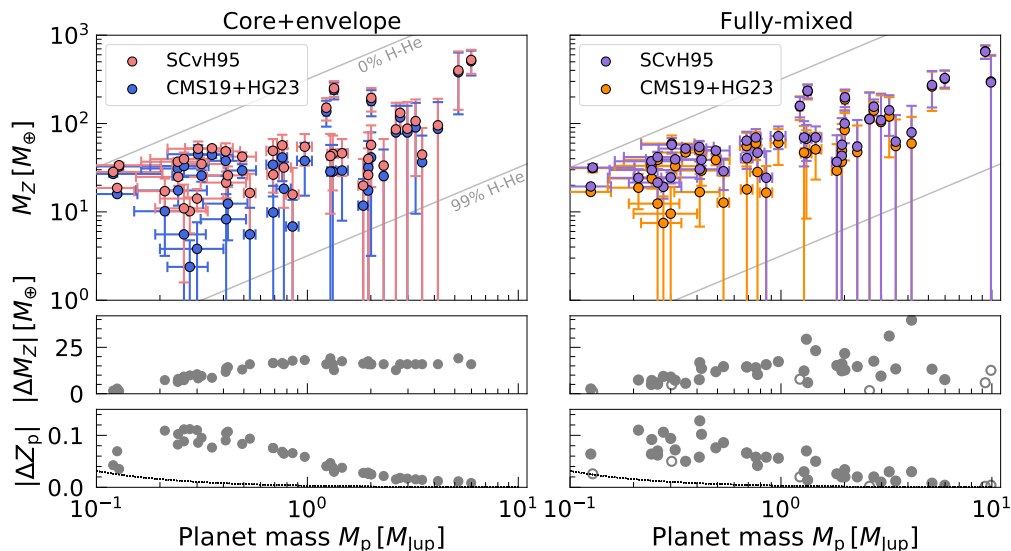 Core+envelope
Fully-mixed
10³
10²
10¹
10⁰
M_Z [M_⊕]
SCvH95
CMS19+HG23
0% H-He
99% H-He
SCvH95
CMS19+HG23
25
0
|ΔM_Z| [M_⊕]
0.1
0.0
|ΔZ_p|
10⁻¹
10⁰
10¹
10⁻¹
10⁰
10¹
Planet mass M_p [M_Jup]
Planet mass M_p [M_Jup]